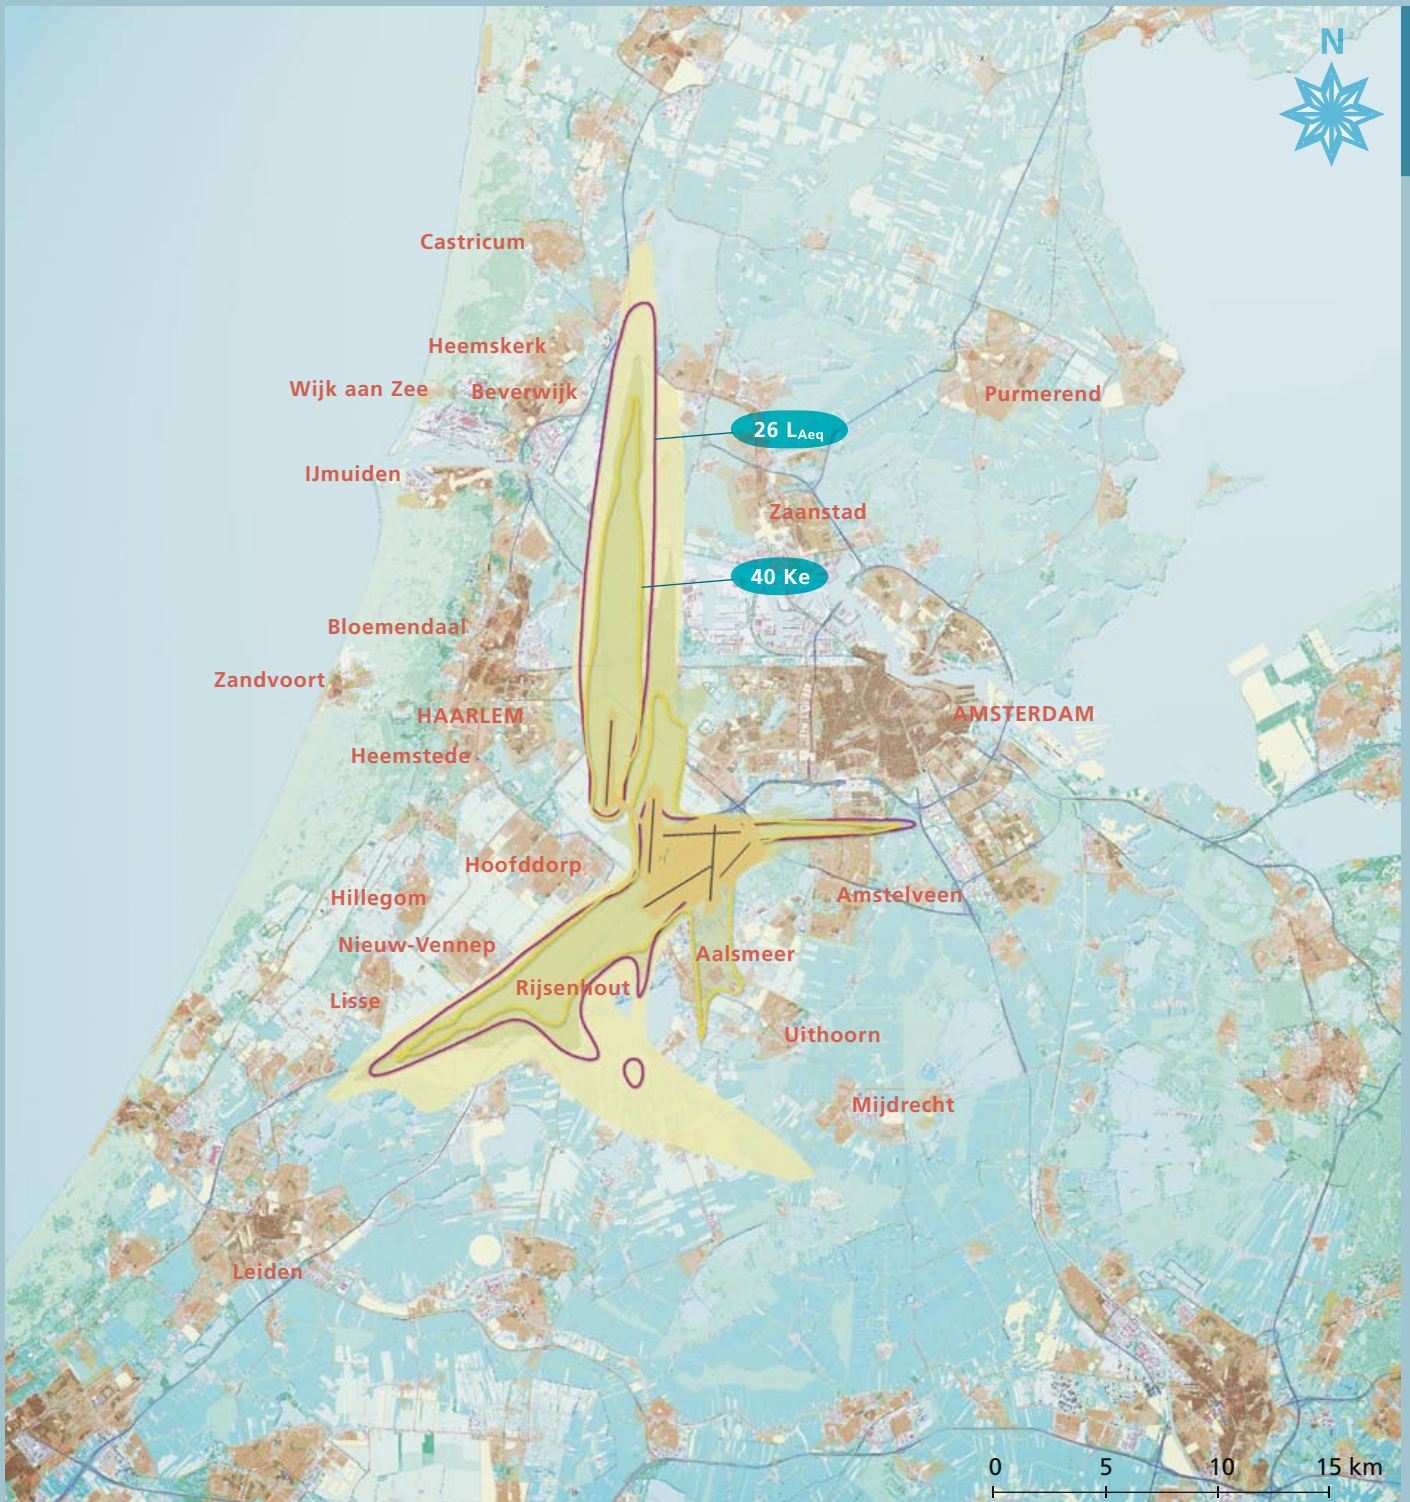 N
Castricum
Heemskerk
Wijk aan Zee
Beverwijk
Purmerend
26 LAeq
IJmuiden
Zaanstad
40 Ke
Bloemendaal
Zandvoort
HAARLEM
AMSTERDAM
Heemstede
Hoofddorp
Hillegom
Amstelveen
Nieuw-Vennep
Aalsmeer
Rijsenhout
Lisse
Uithoorn
Mijdrecht
Leiden
0 5 10 15 km